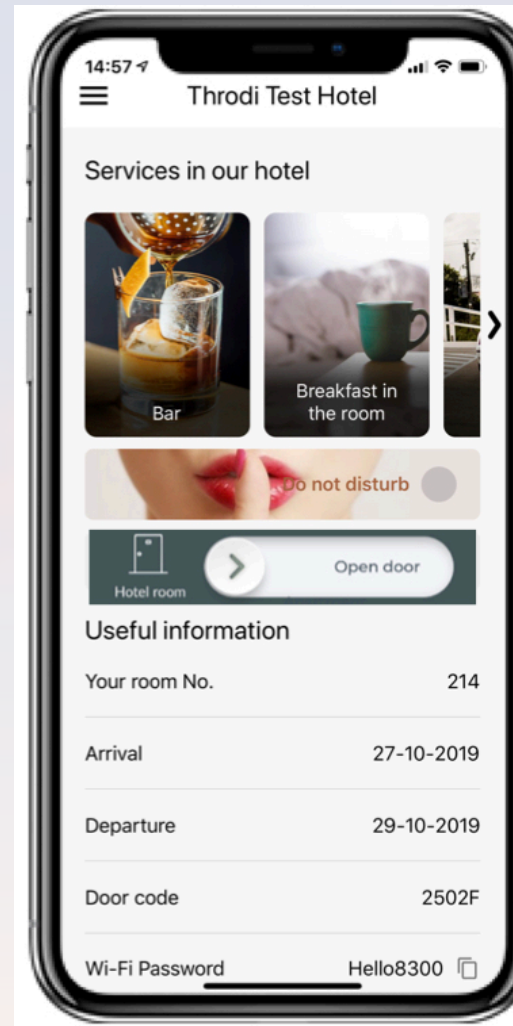 14:57
Throdi Test Hotel
Services in our hotel
Bar
Breakfast in
the room
Do not disturb
Hotel room
Open door
Useful information
Your room No. 214
Arrival 27-10-2019
Departure 29-10-2019
Door code 2502F
Wi-Fi Password Hello8300